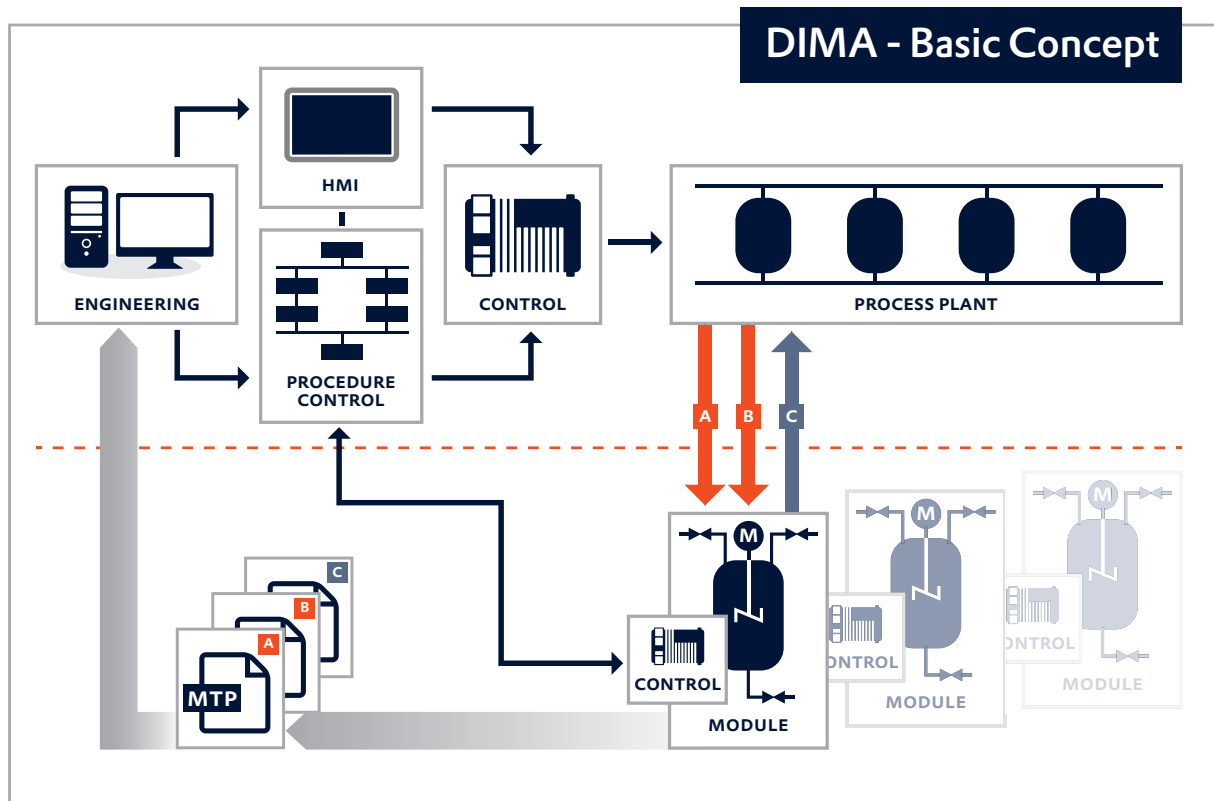 DIMA - Basic Concept
HMI
ENGINEERING
PROCEDURE
CONTROL
CONTROL
PROCESS PLANT
A
B
C
M
CONTROL
MODULE
M
ONTROL
MODULE
M
ONTROL
MODULE
C
B
A
MTP